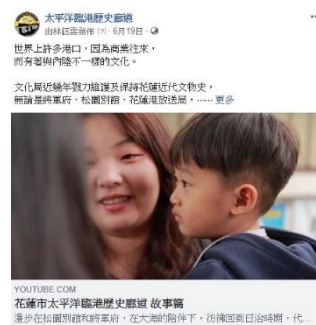 太平洋臨港歷史廊道
由林鈺雲發佈 · 6月19日 ·
世界上許多港口，因為商業往來，
而有著與內陸不一樣的文化。
文化局近幾年戮力維護及保持花蓮近代文物史，
無論是將軍府、松園別館、花蓮港放送局，…… 更多
YOUTUBE.COM
花蓮市太平洋臨港歷史廊道 故事篇
漫步在松園別館和將軍府，在大海的陪伴下，彷彿回到日治時期，代...